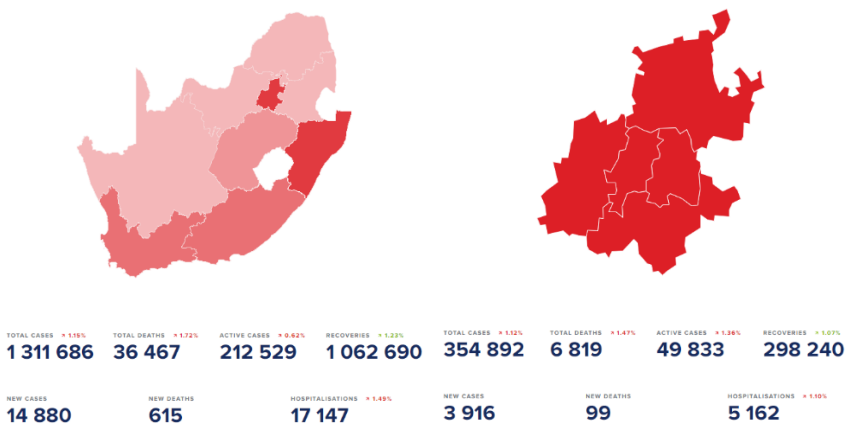 TOTAL CASES × 1.15% TOTAL DEATHS × 1.72% ACTIVE CASES × 0.62% RECOVERIES × 1.23%
1 311 686 36 467 212 529 1 062 690
NEW CASES NEW DEATHS HOSPITALISATIONS × 1.49%
14 880 615 17 147
TOTAL CASES × 1.12% TOTAL DEATHS × 1.47% ACTIVE CASES × 1.36% RECOVERIES × 1.07%
354 892 6 819 49 833 298 240
NEW CASES NEW DEATHS HOSPITALISATIONS × 1.10%
3 916 99 5 162